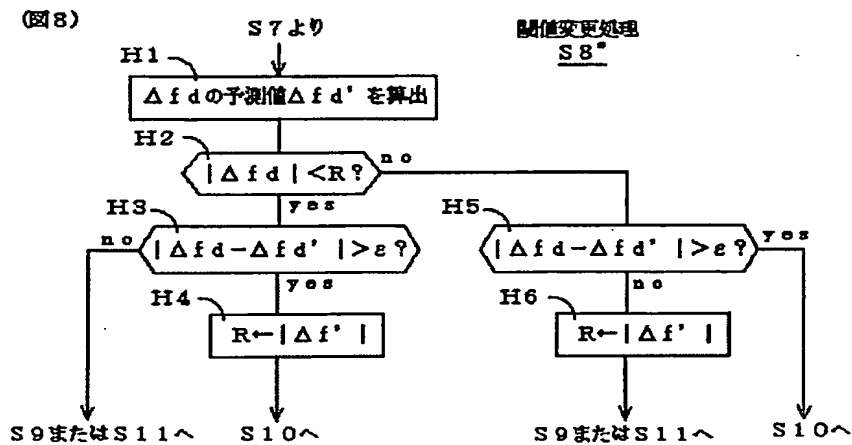 (図8)
S7より
閾値変更処理
S8"
H1
Δfdの予測値Δfd'を算出
H2
|Δfd|<R?
no
yes
H3
no
|Δfd-Δfd'|>ε?
yes
H5
|Δfd-Δfd'|>ε?
yes
no
H4
R←|Δf'|
H6
R←|Δf'|
S9またはS11へ
S10へ
S9またはS11へ
S10へ